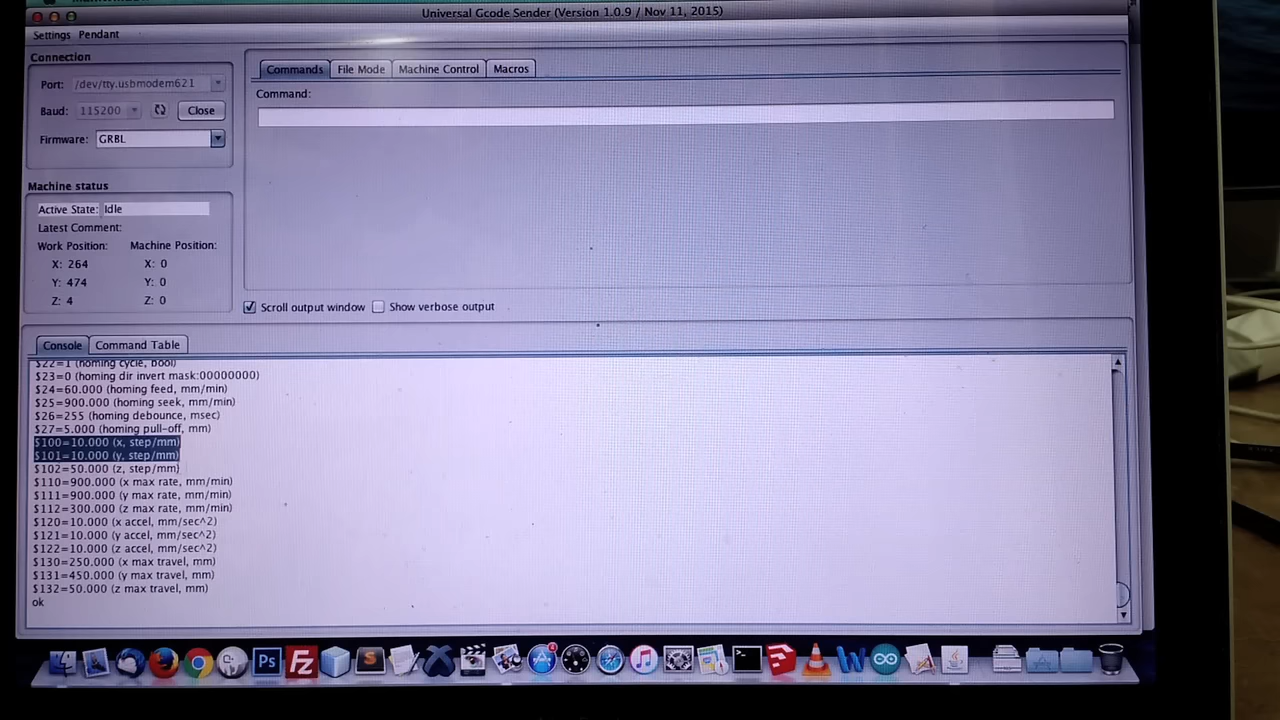 Universal Gcode Sender (Version 1.0.9 / Nov 11, 2015)
Settings Pendant
Connection
Port: /dev/tty.usbmodem621
Baud: 115200 Close
Firmware: GRBL
Commands File Mode Machine Control Macros
Command:
Machine status
Active State: Idle
Latest Comment:
Work Position: Machine Position:
X: 264 X: 0
Y: 474 Y: 0
Z: 4 Z: 0
Scroll output window Show verbose output
Console Command Table
$22=1 (homing cycle, bool)
$23=0 (homing dir invert mask:00000000)
$24=60.000 (homing feed, mm/min)
$25=900.000 (homing seek, mm/min)
$26=255 (homing debounce, msec)
$27=5.000 (homing pull-off, mm)
$100=10.000 (x, step/mm)
$101=10.000 (y, step/mm)
$102=50.000 (z, step/mm)
$110=900.000 (x max rate, mm/min)
$111=900.000 (y max rate, mm/min)
$112=300.000 (z max rate, mm/min)
$120=10.000 (x accel, mm/sec^2)
$121=10.000 (y accel, mm/sec^2)
$122=10.000 (z accel, mm/sec^2)
$130=250.000 (x max travel, mm)
$131=450.000 (y max travel, mm)
$132=50.000 (z max travel, mm)
ok
Ps Fz S W